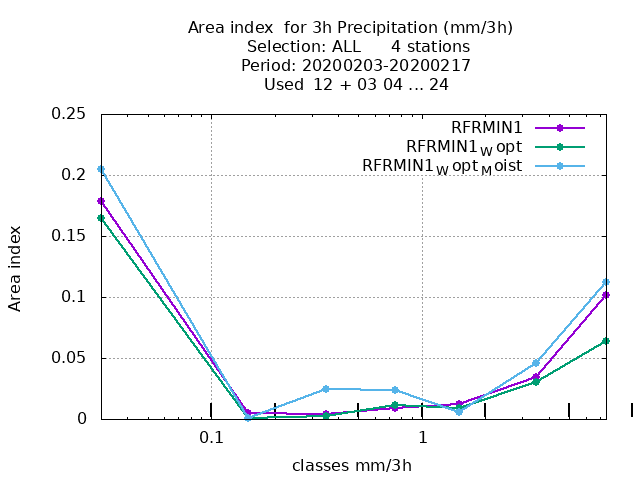 Area index  for 3h Precipitation (mm/3h)
Selection: ALL      4 stations
Period: 20200203-20200217
Used  12 + 03 04 ... 24
0.25
RFRMIN1
RFRMIN1Wopt
RFRMIN1WoptMoist
0.2
0.15
0.1
0.05
0
0.1
1
Area index
classes mm/3h